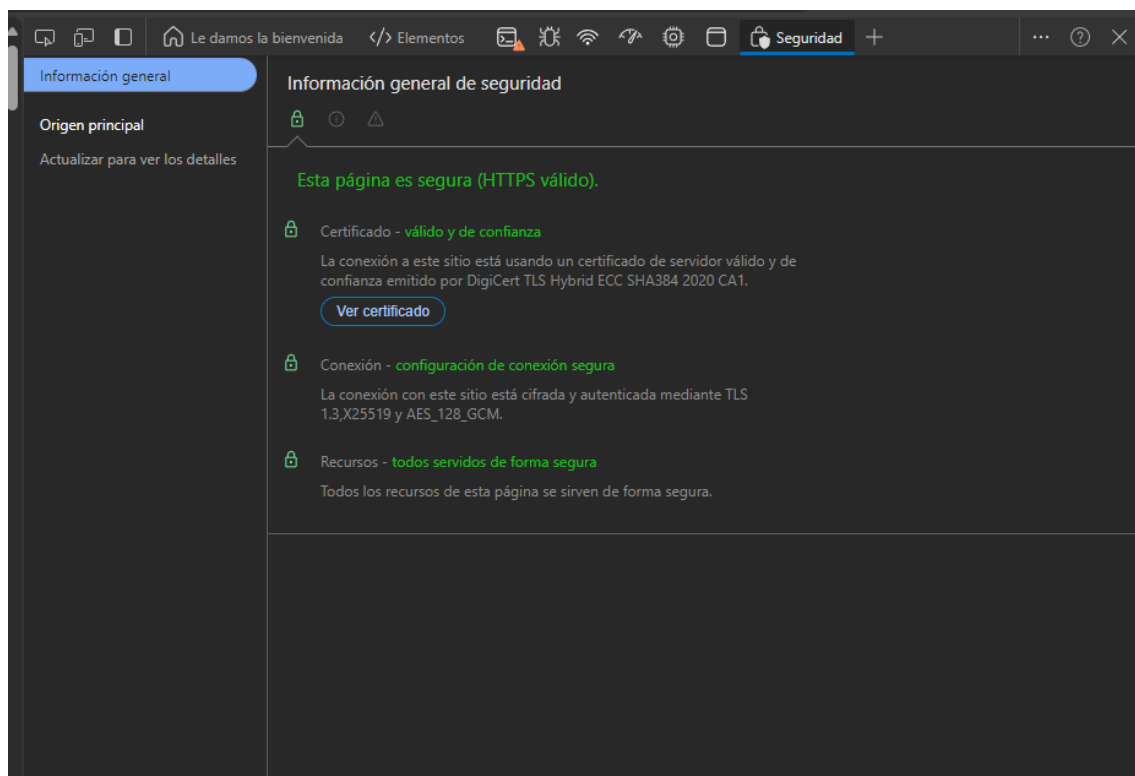 Le damos la bienvenida </> Elementos Seguridad
Información general
Origen principal
Actualizar para ver los detalles
Información general de seguridad
Esta página es segura (HTTPS válido).
Certificado - válido y de confianza
La conexión a este sitio está usando un certificado de servidor válido y de
confianza emitido por DigiCert TLS Hybrid ECC SHA384 2020 CA1.
Ver certificado
Conexión - configuración de conexión segura
La conexión con este sitio está cifrada y autenticada mediante TLS
1.3,X25519 y AES_128_GCM.
Recursos - todos servidos de forma segura
Todos los recursos de esta página se sirven de forma segura.